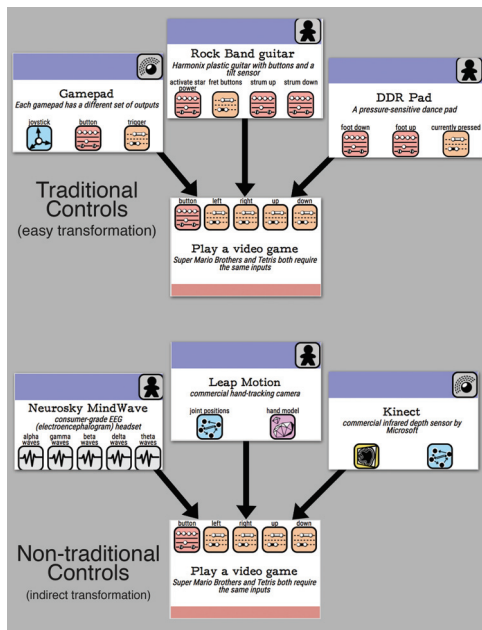 Rock Band guitar
Harmonix plastic guitar with buttons and a
tilt sensor
activate star
power
fret buttons
strum up
strum down
Gamepad
Each gamepad has a different set of outputs
joystick
button
trigger
DDR Pad
A pressure-sensitive dance pad
foot down
foot up
currently pressed
Traditional
Controls
(easy transformation)
button
left
right
up
down
Play a video game
Super Mario Brothers and Tetris both require
the same inputs
Leap Motion
commercial hand-tracking camera
joint positions
hand model
Neurosky MindWave
consumer-grade EEG
(electroencephalogram) headset
alpha
waves
gamma
waves
beta
waves
delta
waves
theta
waves
Kinect
commercial infrared depth sensor by
Microsoft
Non-traditional
Controls
(indirect transformation)
button
left
right
up
down
Play a video game
Super Mario Brothers and Tetris both require
the same inputs